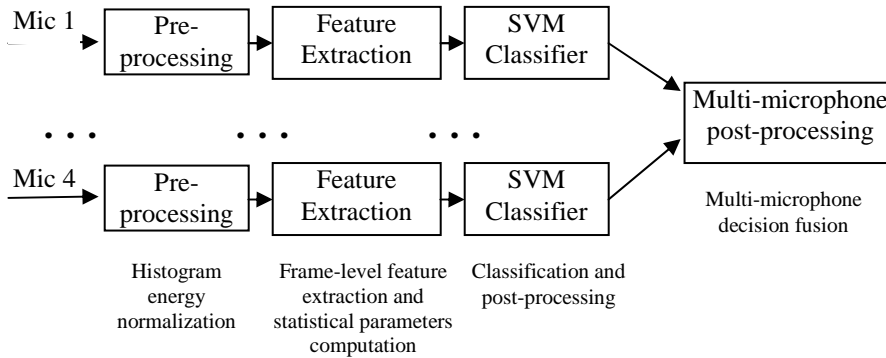 Mic 1
Pre-
processing
Feature
Extraction
SVM
Classifier
Multi-microphone
post-processing
. . .
. . .
. . .
Mic 4
Pre-
processing
Feature
Extraction
SVM
Classifier
Multi-microphone
decision fusion
Histogram
energy
normalization
Frame-level feature
extraction and
statistical parameters
computation
Classification and
post-processing